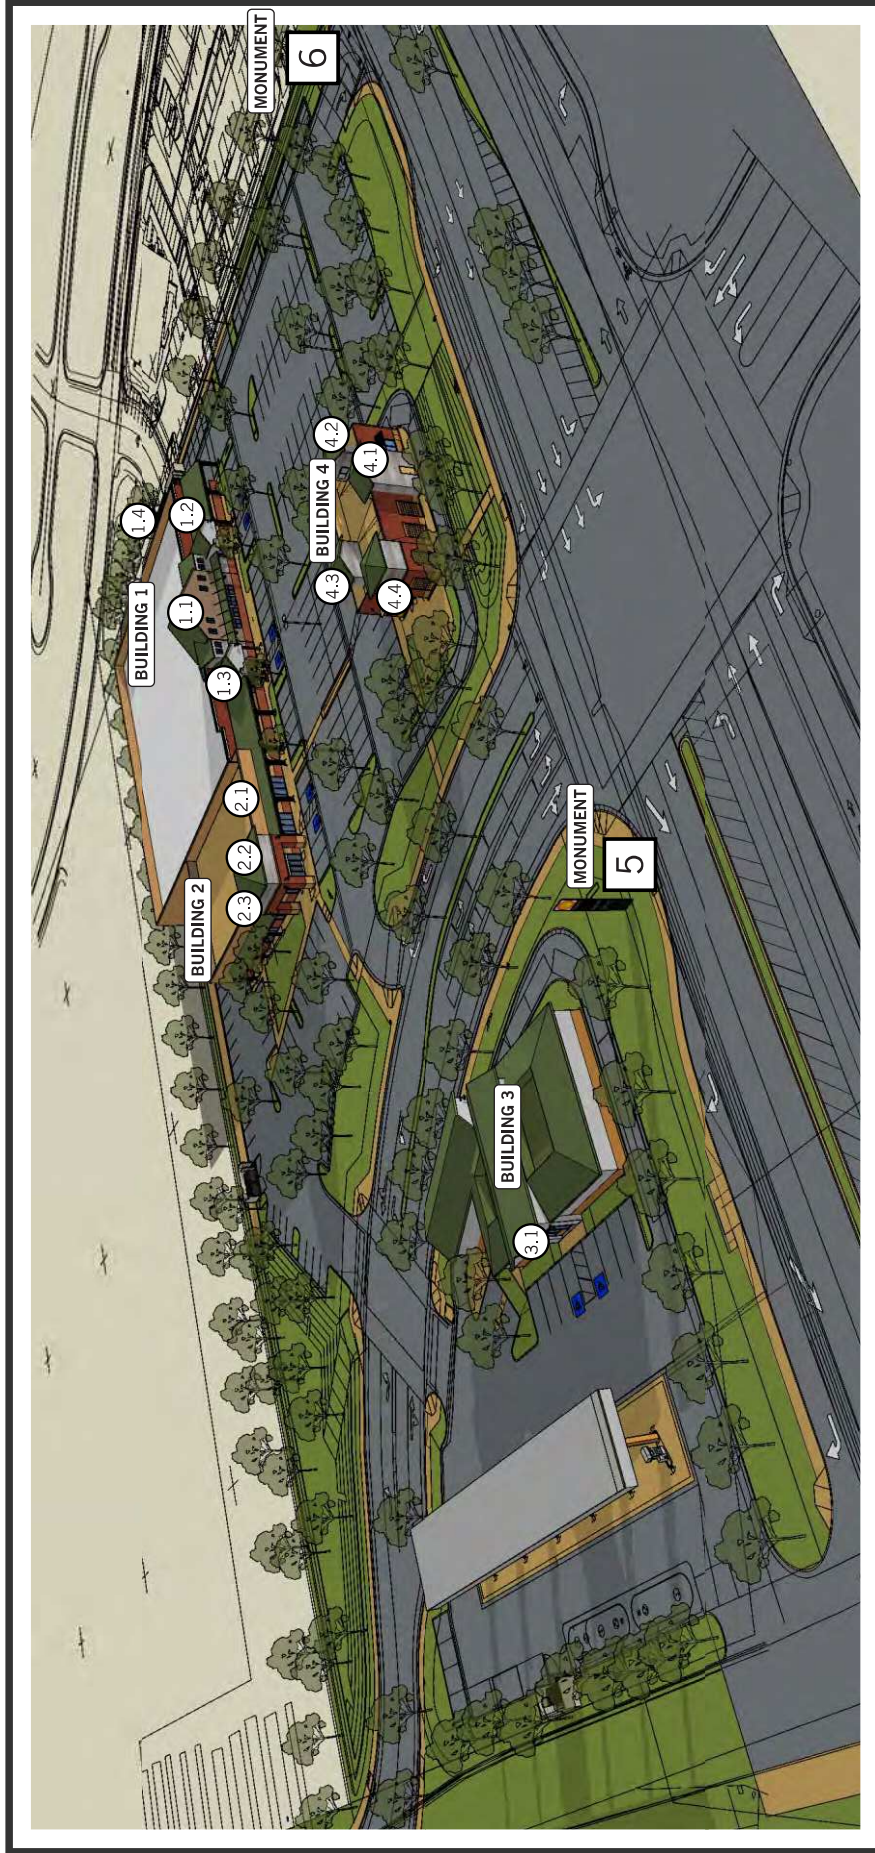 BUILDING 1
1.4
1.2
1.1
1.3
BUILDING 2
2.1
2.2
2.3
BUILDING 4
4.2
4.1
4.3
4.4
MONUMENT
6
MONUMENT
5
BUILDING 3
3.1